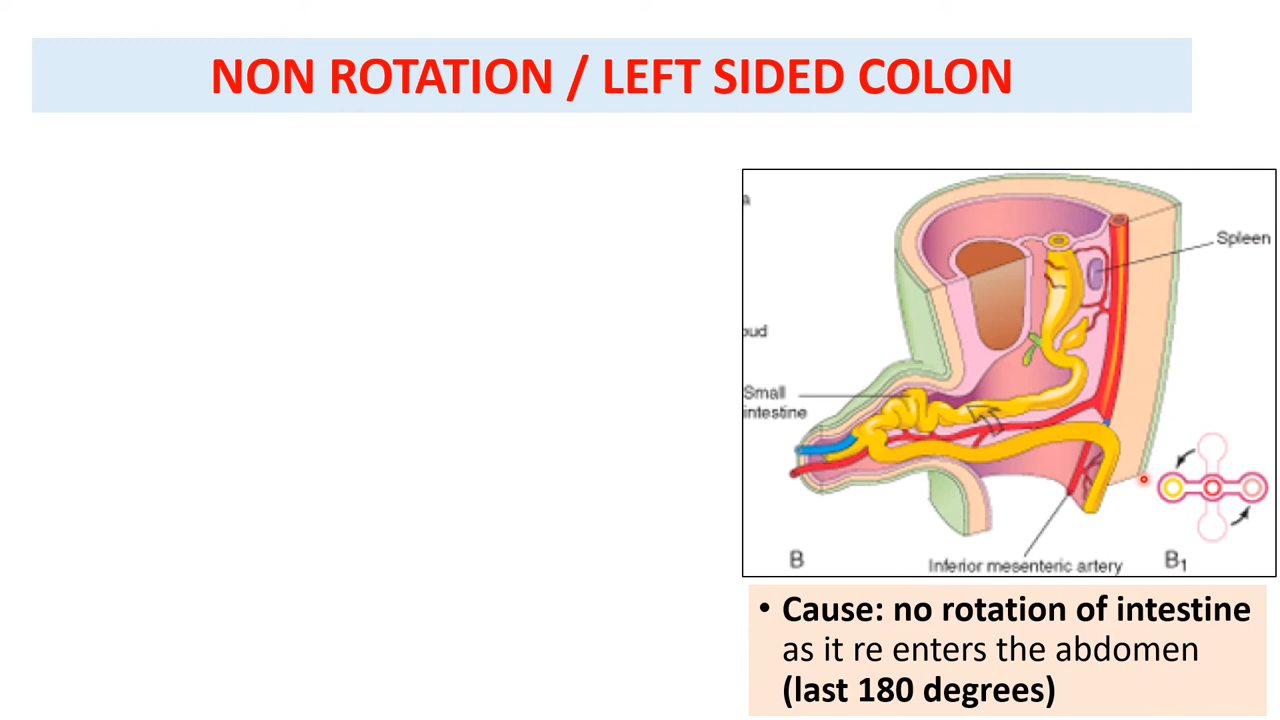 NON ROTATION / LEFT SIDED COLON
a
Spleen
oud
Small
intestine
B
Inferior mesenteric artery
B1
• Cause: no rotation of intestine
as it re enters the abdomen
(last 180 degrees)